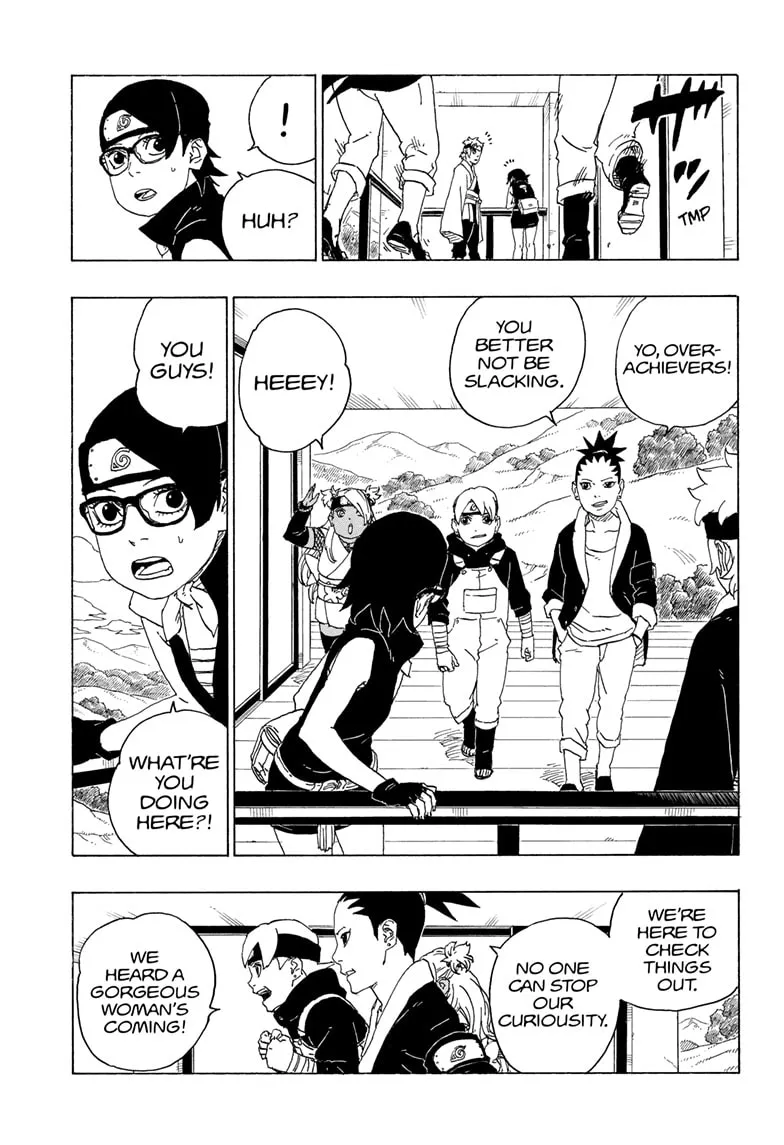 TMP
!
HUH?
YO, OVER-
ACHIEVERS!
YOU
BETTER
NOT BE
SLACKING.
HEEEY!
YOU
GUYS!
WHAT'RE
YOU
DOING
HERE?!
WE'RE
HERE TO
CHECK
THINGS
OUT.
NO ONE
CAN STOP
OUR
CURIOUSITY.
WE
HEARD A
GORGEOUS
WOMAN'S
COMING!